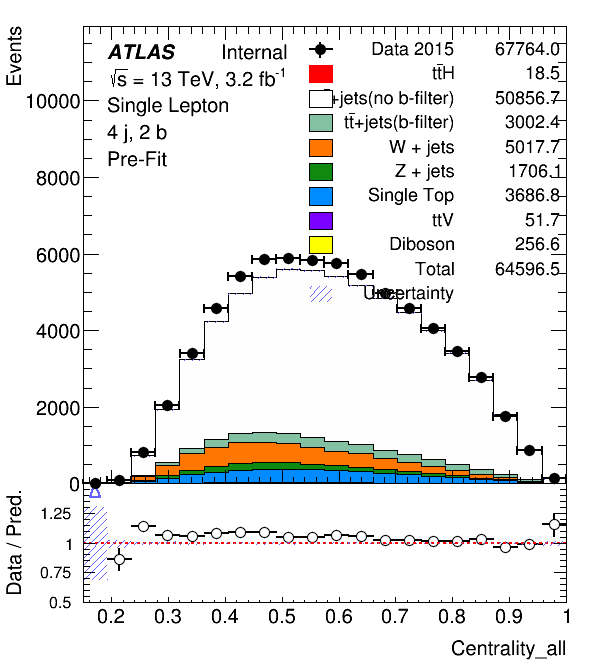 Events
ATLAS Internal
√s = 13 TeV, 3.2 fb-1
Single Lepton
4 j, 2 b
Pre-Fit
Data 2015 67764.0
tt̄H 18.5
+jets(no b-filter) 50856.7
tt̄+jets(b-filter) 3002.4
W + jets 5017.7
Z + jets 1706.1
Single Top 3686.8
ttV 51.7
Diboson 256.6
Total 64596.5
Uncertainty
10000
8000
6000
4000
2000
0
Data / Pred.
1.25
1
0.75
0.5
0.2 0.3 0.4 0.5 0.6 0.7 0.8 0.9 1
Centrality_all